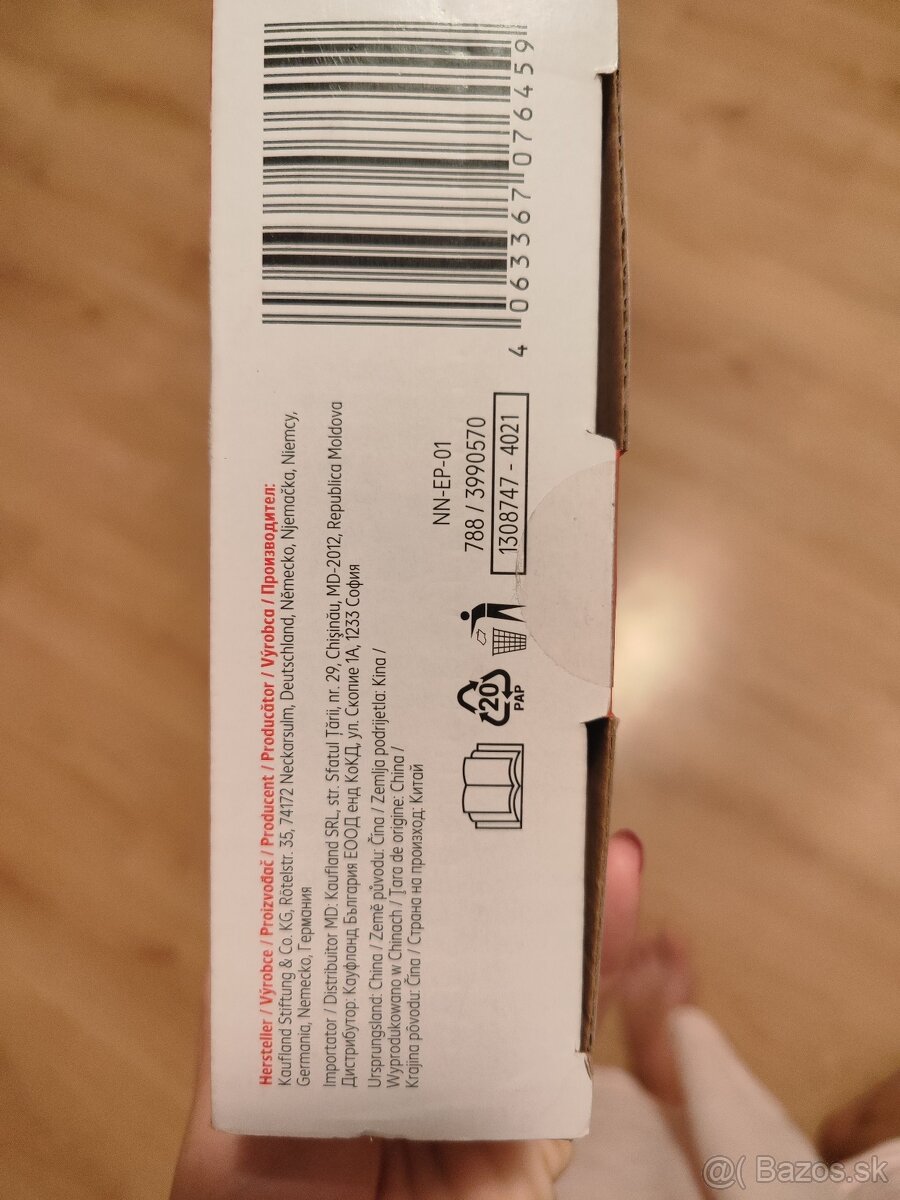 Hersteller / Výrobce / Proizvođač / Producent / Producător / Výrobca / Производител:
Kaufland Stiftung & Co. KG, Rötelstr. 35, 74172 Neckarsulm, Deutschland, Německo, Njemačka, Niemcy,
Germania, Nemecko, Германия
Importator / Distribuitor MD: Kaufland SRL, str. Sfatul Țării, nr. 29, Chișinău, MD-2012, Republica Moldova
Дистрибутор: Кауфланд България ЕООД енд КоКД, ул. Скопие 1А, 1233 София
Ursprungsland: China / Země původu: Čína / Zemlja podrijetla: Kina /
Wyprodukowano w Chinach / Țara de origine: China /
Krajina pôvodu: Čína / Страна на произход: Китай
NN-EP-01
788 / 3990570
1308747 - 4021
20
PAP
4 063367 076459
@( Bazos.sk